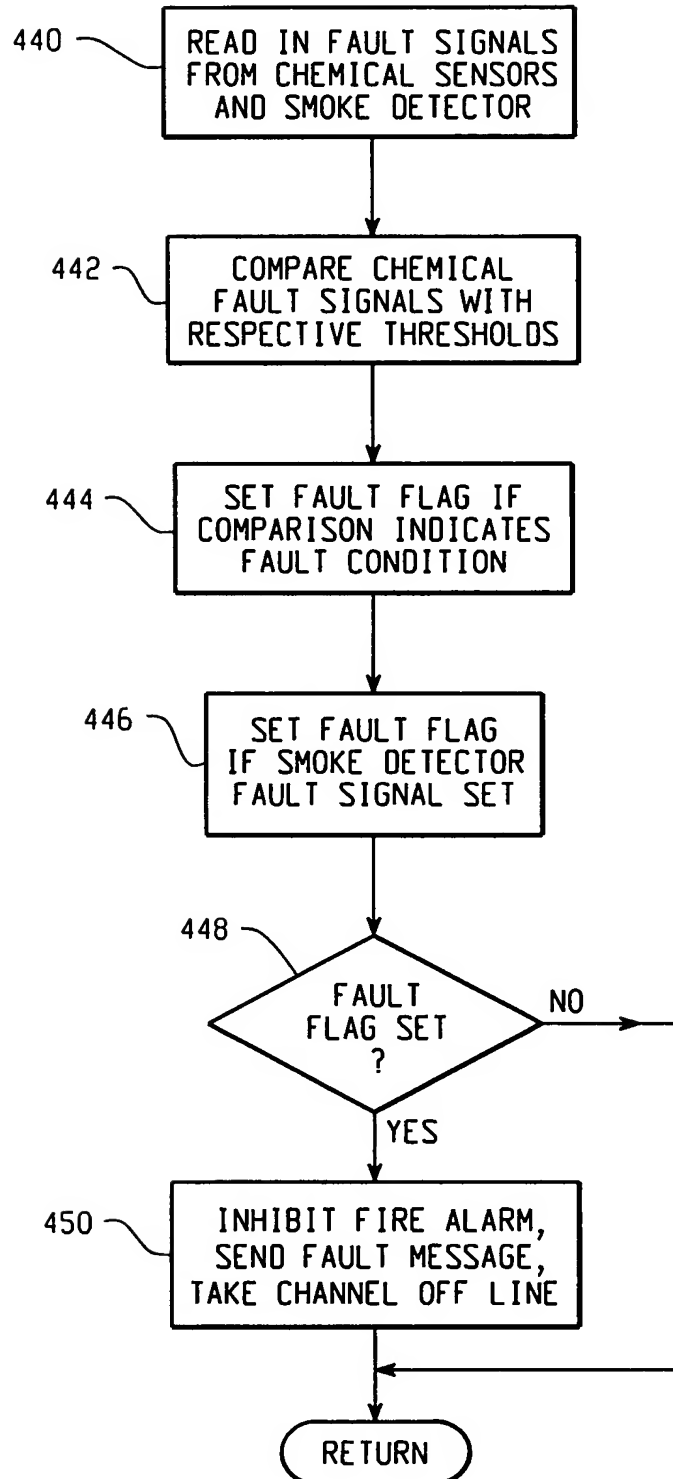 440
READ IN FAULT SIGNALS
FROM CHEMICAL SENSORS
AND SMOKE DETECTOR
442
COMPARE CHEMICAL
FAULT SIGNALS WITH
RESPECTIVE THRESHOLDS
444
SET FAULT FLAG IF
COMPARISON INDICATES
FAULT CONDITION
446
SET FAULT FLAG
IF SMOKE DETECTOR
FAULT SIGNAL SET
448
FAULT
FLAG SET
?
NO
YES
450
INHIBIT FIRE ALARM,
SEND FAULT MESSAGE,
TAKE CHANNEL OFF LINE
RETURN